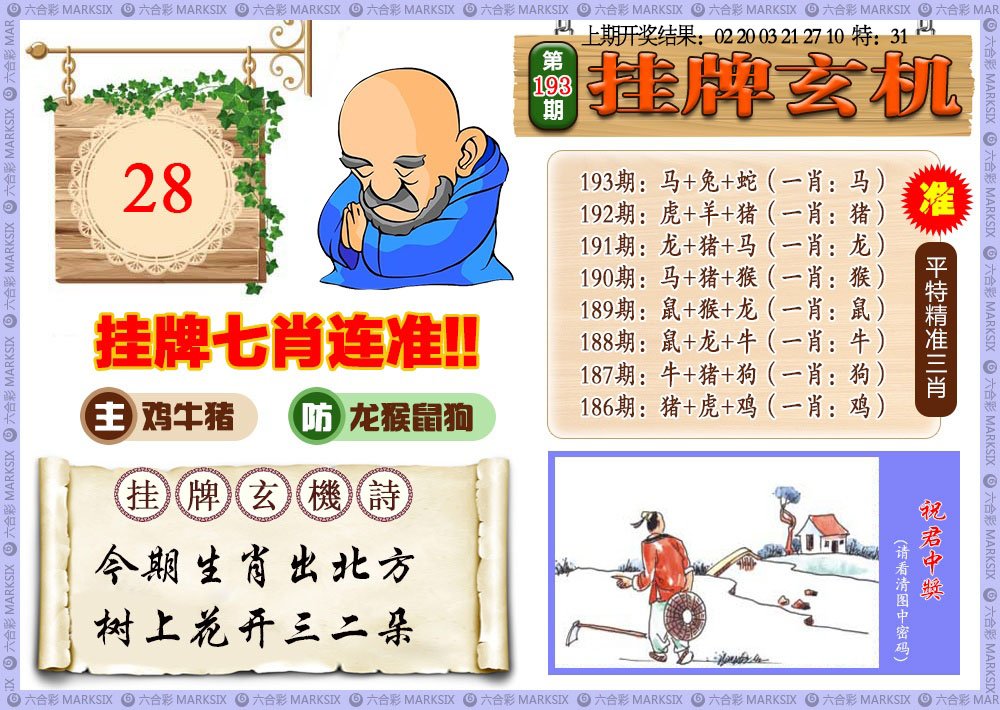 上期开奖结果：02 20 03 21 27 10 特：31
第193期
挂牌玄机
28
193期：马+兔+蛇（一肖：马）
192期：虎+羊+猪（一肖：猪）
191期：龙+猪+马（一肖：龙）
190期：马+猪+猴（一肖：猴）
189期：鼠+猴+龙（一肖：鼠）
188期：鼠+龙+牛（一肖：牛）
187期：牛+猪+狗（一肖：狗）
186期：猪+虎+鸡（一肖：鸡）
准
平特精准三肖
挂牌七肖连准!!
主 鸡牛猪
防 龙猴鼠狗
挂牌玄機詩
今期生肖出北方
树上花开三二朵
祝君中奖
（请看清图中密码）
六合彩 MARKSIX